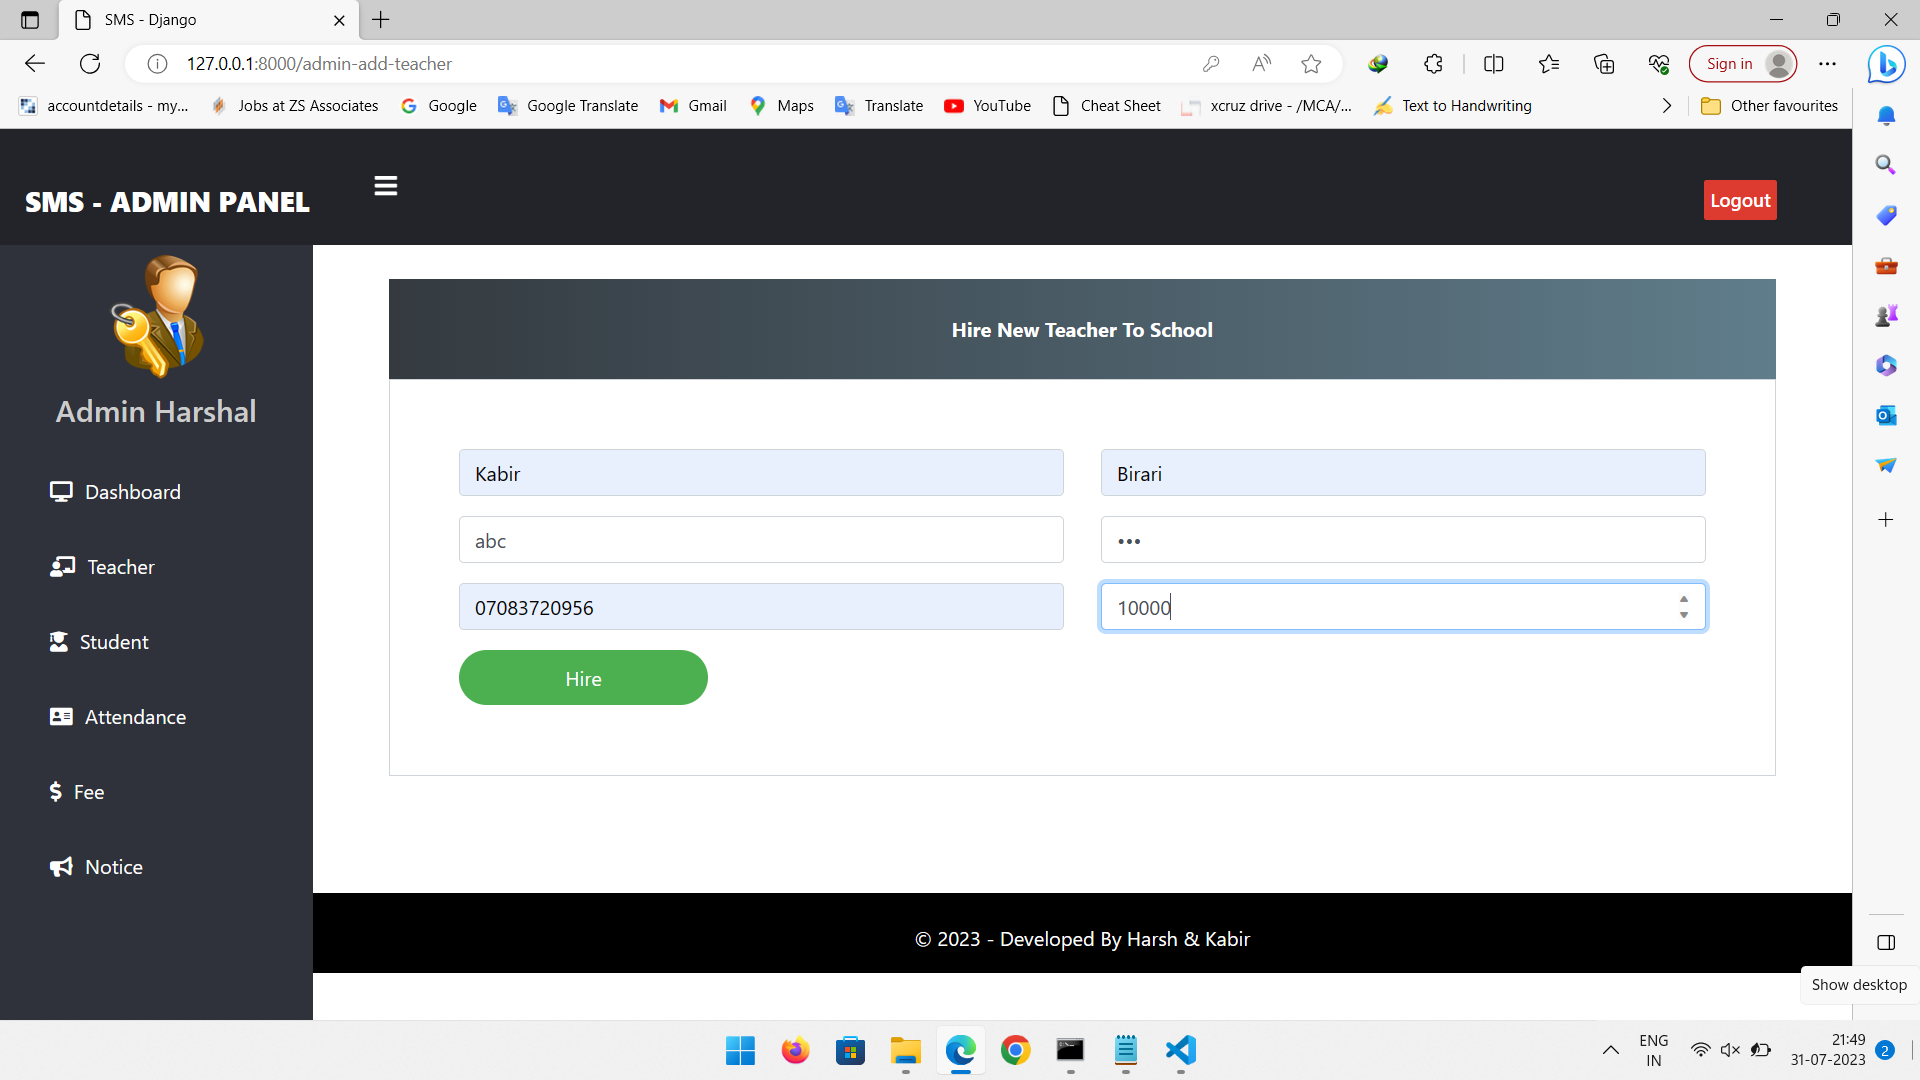 SMS - Django
127.0.0.1:8000/admin-add-teacher
Sign in
accountdetails - my...
Jobs at ZS Associates
Google
Google Translate
Gmail
Maps
Translate
YouTube
Cheat Sheet
xcruz drive - /MCA/...
Text to Handwriting
Other favourites
SMS - ADMIN PANEL
Logout
Admin Harshal
Dashboard
Teacher
Student
Attendance
Fee
Notice
Hire New Teacher To School
Kabir
Birari
abc
•••
07083720956
10000
Hire
© 2023 - Developed By Harsh & Kabir
Show desktop
ENG
IN
21:49
31-07-2023
2